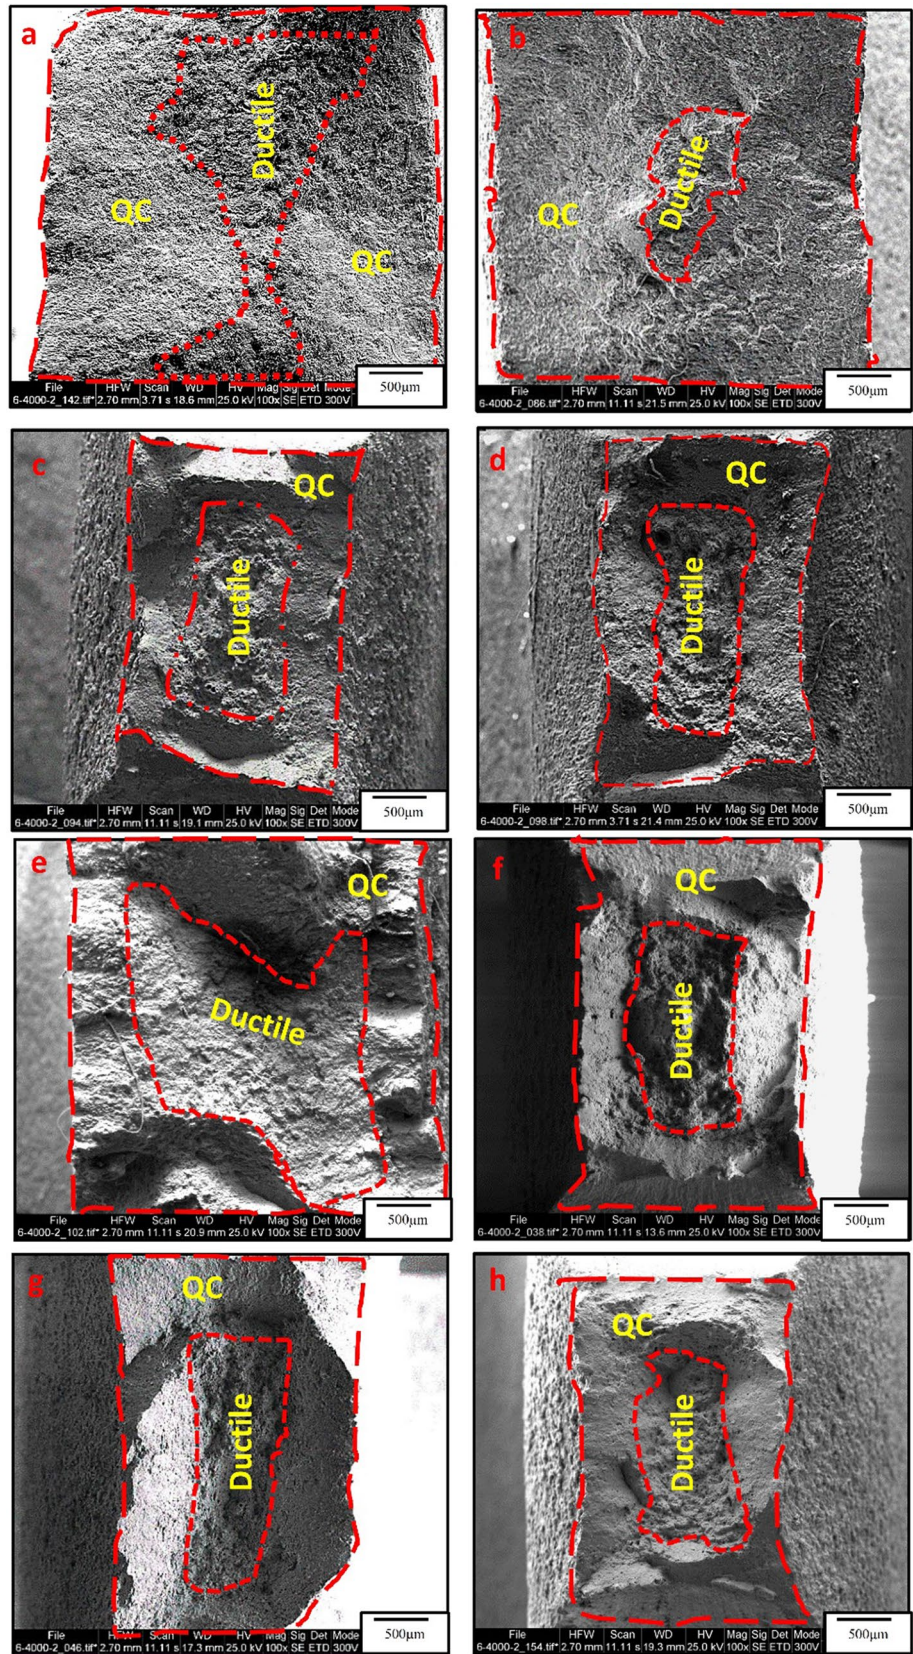 a
Ductile
QC
QC
File HFW Scan WD HV Mag Sig Det Mode
6-4000-2_142.tif* 2.70 mm 3.71 s 18.6 mm 25.0 kV 100x SE ETD 300V
500µm
b
Ductile
QC
File HFW Scan WD HV Mag Sig Det Mode
6-4000-2_086.tif* 2.70 mm 11.11 s 21.5 mm 25.0 kV 100x SE ETD 300V
500µm
c
QC
Ductile
File HFW Scan WD HV Mag Sig Det Mode
6-4000-2_094.tif* 2.70 mm 11.11 s 19.1 mm 25.0 kV 100x SE ETD 300V
500µm
d
QC
Ductile
File HFW Scan WD HV Mag Sig Det Mode
6-4000-2_098.tif* 2.70 mm 3.71 s 21.4 mm 25.0 kV 100x SE ETD 300V
500µm
e
QC
Ductile
File HFW Scan WD HV Mag Sig Det Mode
6-4000-2_102.tif* 2.70 mm 11.11 s 20.9 mm 25.0 kV 100x SE ETD 300V
500µm
f
QC
Ductile
File HFW Scan WD HV Mag Sig Det Mode
6-4000-2_038.tif* 2.70 mm 11.11 s 13.6 mm 25.0 kV 100x SE ETD 300V
500µm
g
QC
Ductile
File HFW Scan WD HV Mag Sig Det Mode
6-4000-2_046.tif* 2.70 mm 11.11 s 17.3 mm 25.0 kV 100x SE ETD 300V
500µm
h
QC
Ductile
File HFW Scan WD HV Mag Sig Det Mode
6-4000-2_154.tif* 2.70 mm 11.11 s 19.3 mm 25.0 kV 100x SE ETD 300V
500µm